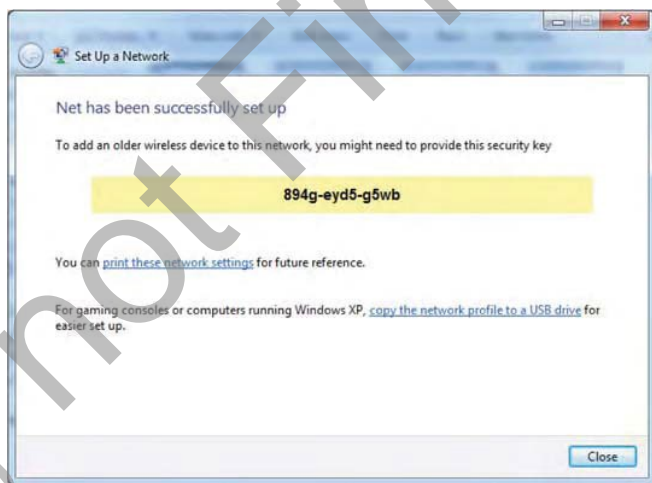 Set Up a Network
Net has been successfully set up
To add an older wireless device to this network, you might need to provide this security key
894g-eyd5-g5wb
You can print these network settings for future reference.
For gaming consoles or computers running Windows XP, copy the network profile to a USB drive for
easier set up.
Close
not Fin